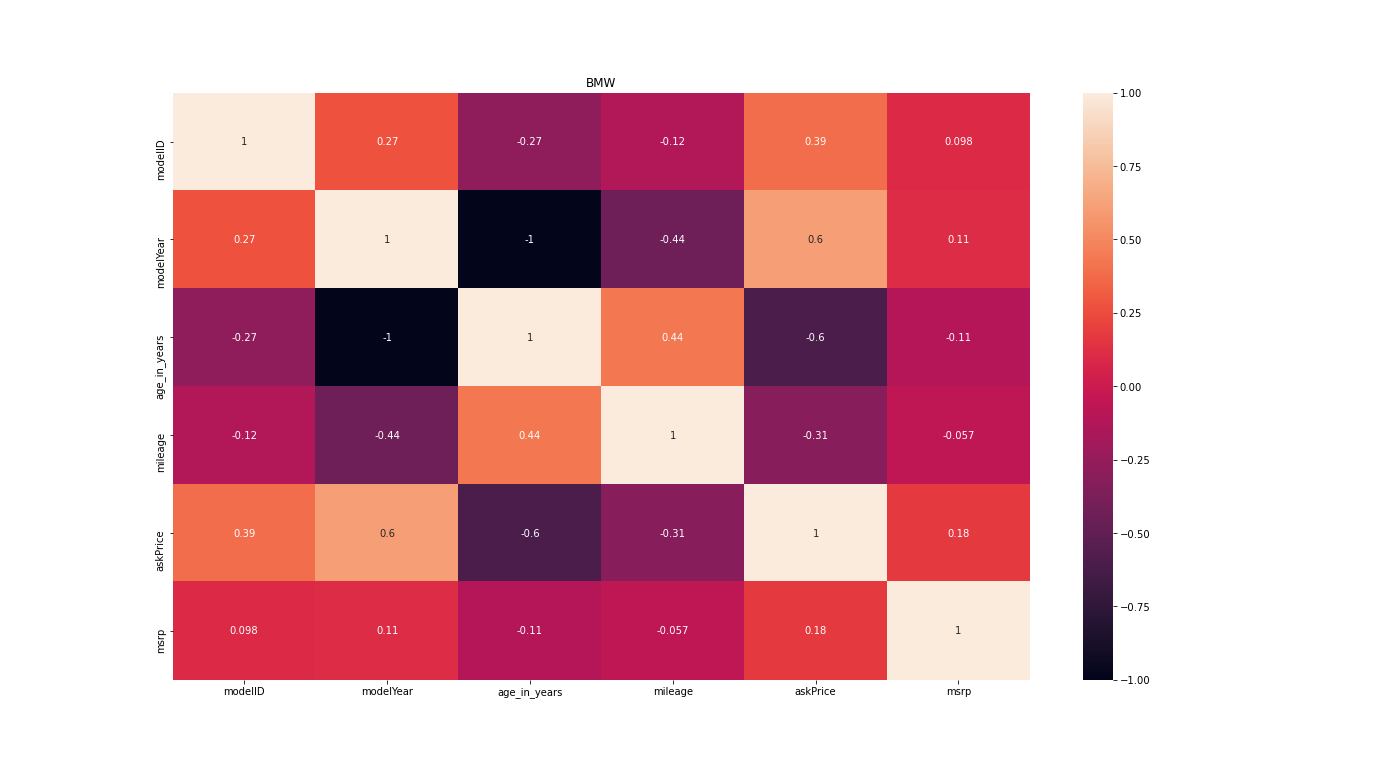 BMW
modelID 1 0.27 -0.27 -0.12 0.39 0.098
modelYear 0.27 1 -1 -0.44 0.6 0.11
age_in_years -0.27 -1 1 0.44 -0.6 -0.11
mileage -0.12 -0.44 0.44 1 -0.31 -0.057
askPrice 0.39 0.6 -0.6 -0.31 1 0.18
msrp 0.098 0.11 -0.11 -0.057 0.18 1
modelID modelYear age_in_years mileage askPrice msrp
1.00
0.75
0.50
0.25
0.00
−0.25
−0.50
−0.75
−1.00